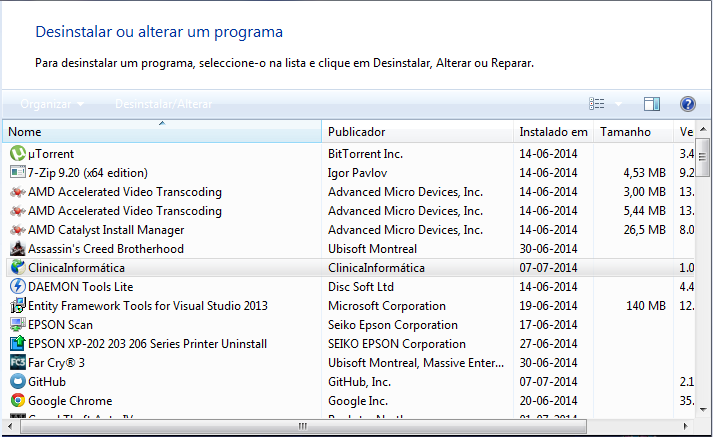 Desinstalar ou alterar um programa
Para desinstalar um programa, seleccione-o na lista e clique em Desinstalar, Alterar ou Reparar.
Organizar Desinstalar/Alterar
Nome Publicador Instalado em Tamanho Ve
µTorrent BitTorrent Inc. 14-06-2014 3.4
7-Zip 9.20 (x64 edition) Igor Pavlov 14-06-2014 4,53 MB 9.2
AMD Accelerated Video Transcoding Advanced Micro Devices, Inc. 14-06-2014 3,00 MB 13.
AMD Accelerated Video Transcoding Advanced Micro Devices, Inc. 14-06-2014 5,44 MB 13.
AMD Catalyst Install Manager Advanced Micro Devices, Inc. 14-06-2014 26,5 MB 8.0
Assassin's Creed Brotherhood Ubisoft Montreal 30-06-2014
ClinicaInformática ClinicaInformática 07-07-2014 1.0
DAEMON Tools Lite Disc Soft Ltd 14-06-2014 4.4
Entity Framework Tools for Visual Studio 2013 Microsoft Corporation 19-06-2014 140 MB 12.
EPSON Scan Seiko Epson Corporation 17-06-2014
EPSON XP-202 203 206 Series Printer Uninstall SEIKO EPSON Corporation 27-06-2014
FC3 Far Cry® 3 Ubisoft Montreal, Massive Enter... 30-06-2014
GitHub GitHub, Inc. 07-07-2014 2.1
Google Chrome Google Inc. 20-06-2014 35.
01-07-2014